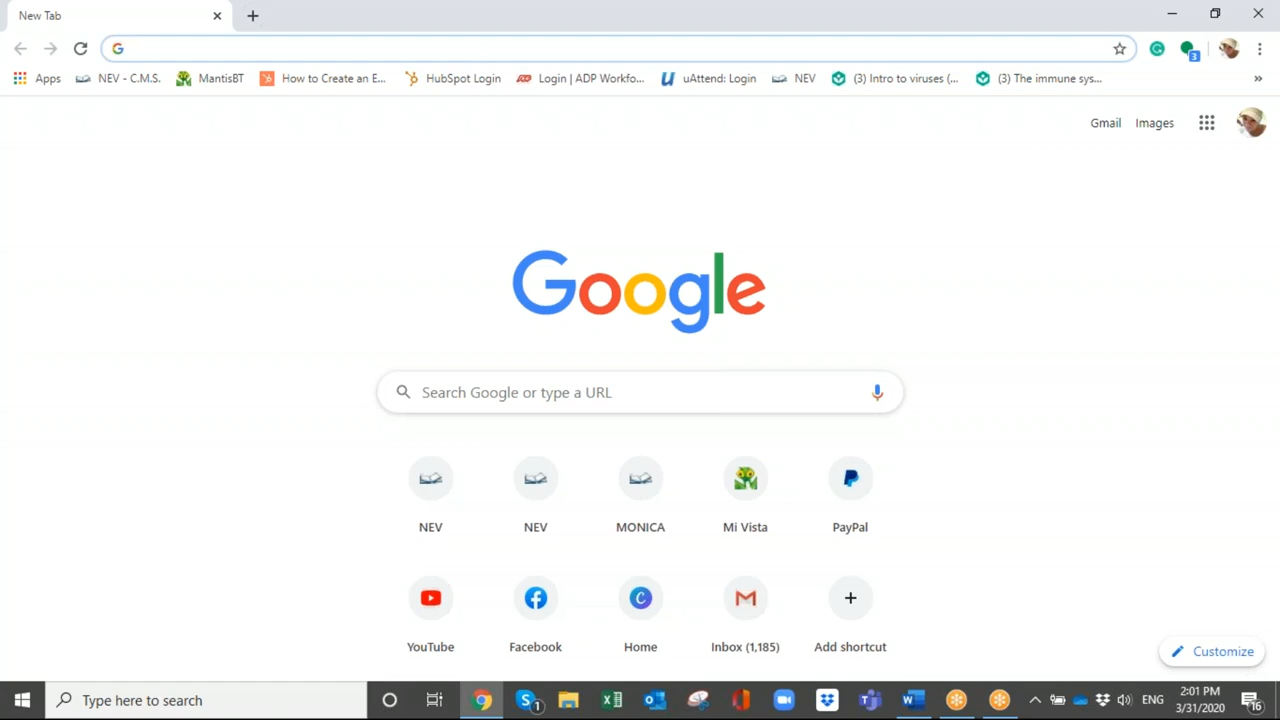 New Tab
Apps NEV - C.M.S. MantisBT How to Create an E... HubSpot Login Login | ADP Workfo... uAttend: Login NEV (3) Intro to viruses (... (3) The immune sys... »
3
Gmail Images
Google
Search Google or type a URL
NEV NEV MONICA Mi Vista PayPal
YouTube Facebook Home Inbox (1,185) Add shortcut
Customize
Type here to search
1
ENG
2:01 PM
3/31/2020
16